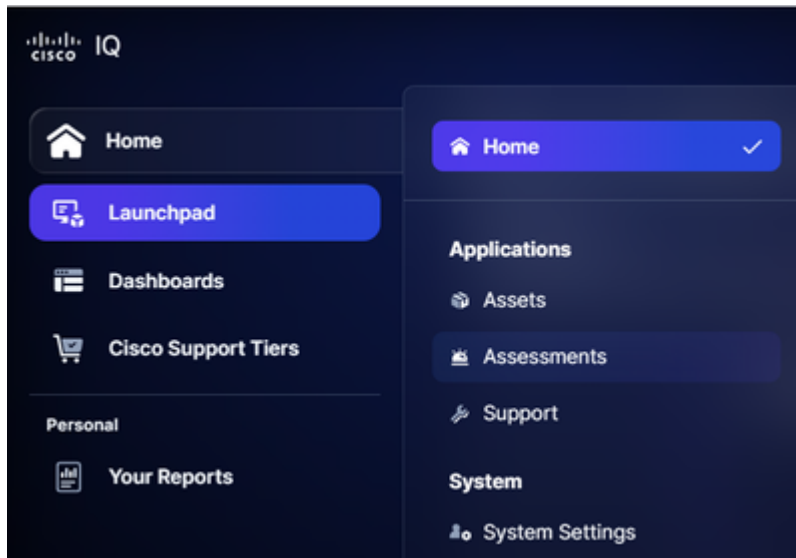 cisco IQ
Home
Launchpad
Dashboards
Cisco Support Tiers
Personal
Your Reports
Home
Applications
Assets
Assessments
Support
System
System Settings